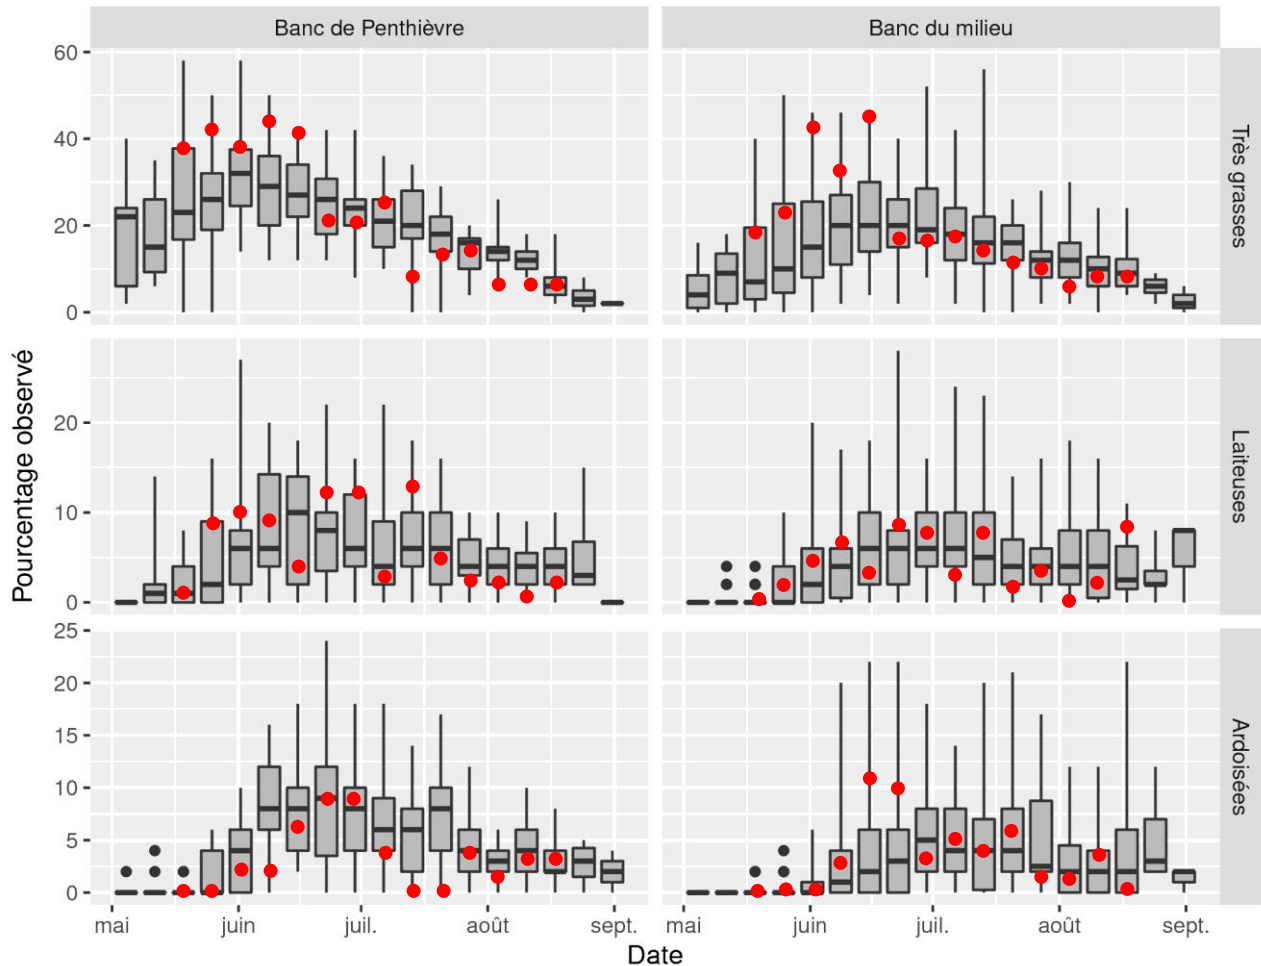 Banc de Penthièvre
Banc du milieu
60
40
20
0
Très grasses
20
10
0
Laiteuses
25
20
15
10
5
0
Ardoisées
Pourcentage observé
mai
juin
juil.
août
sept.
mai
juin
juil.
août
sept.
Date